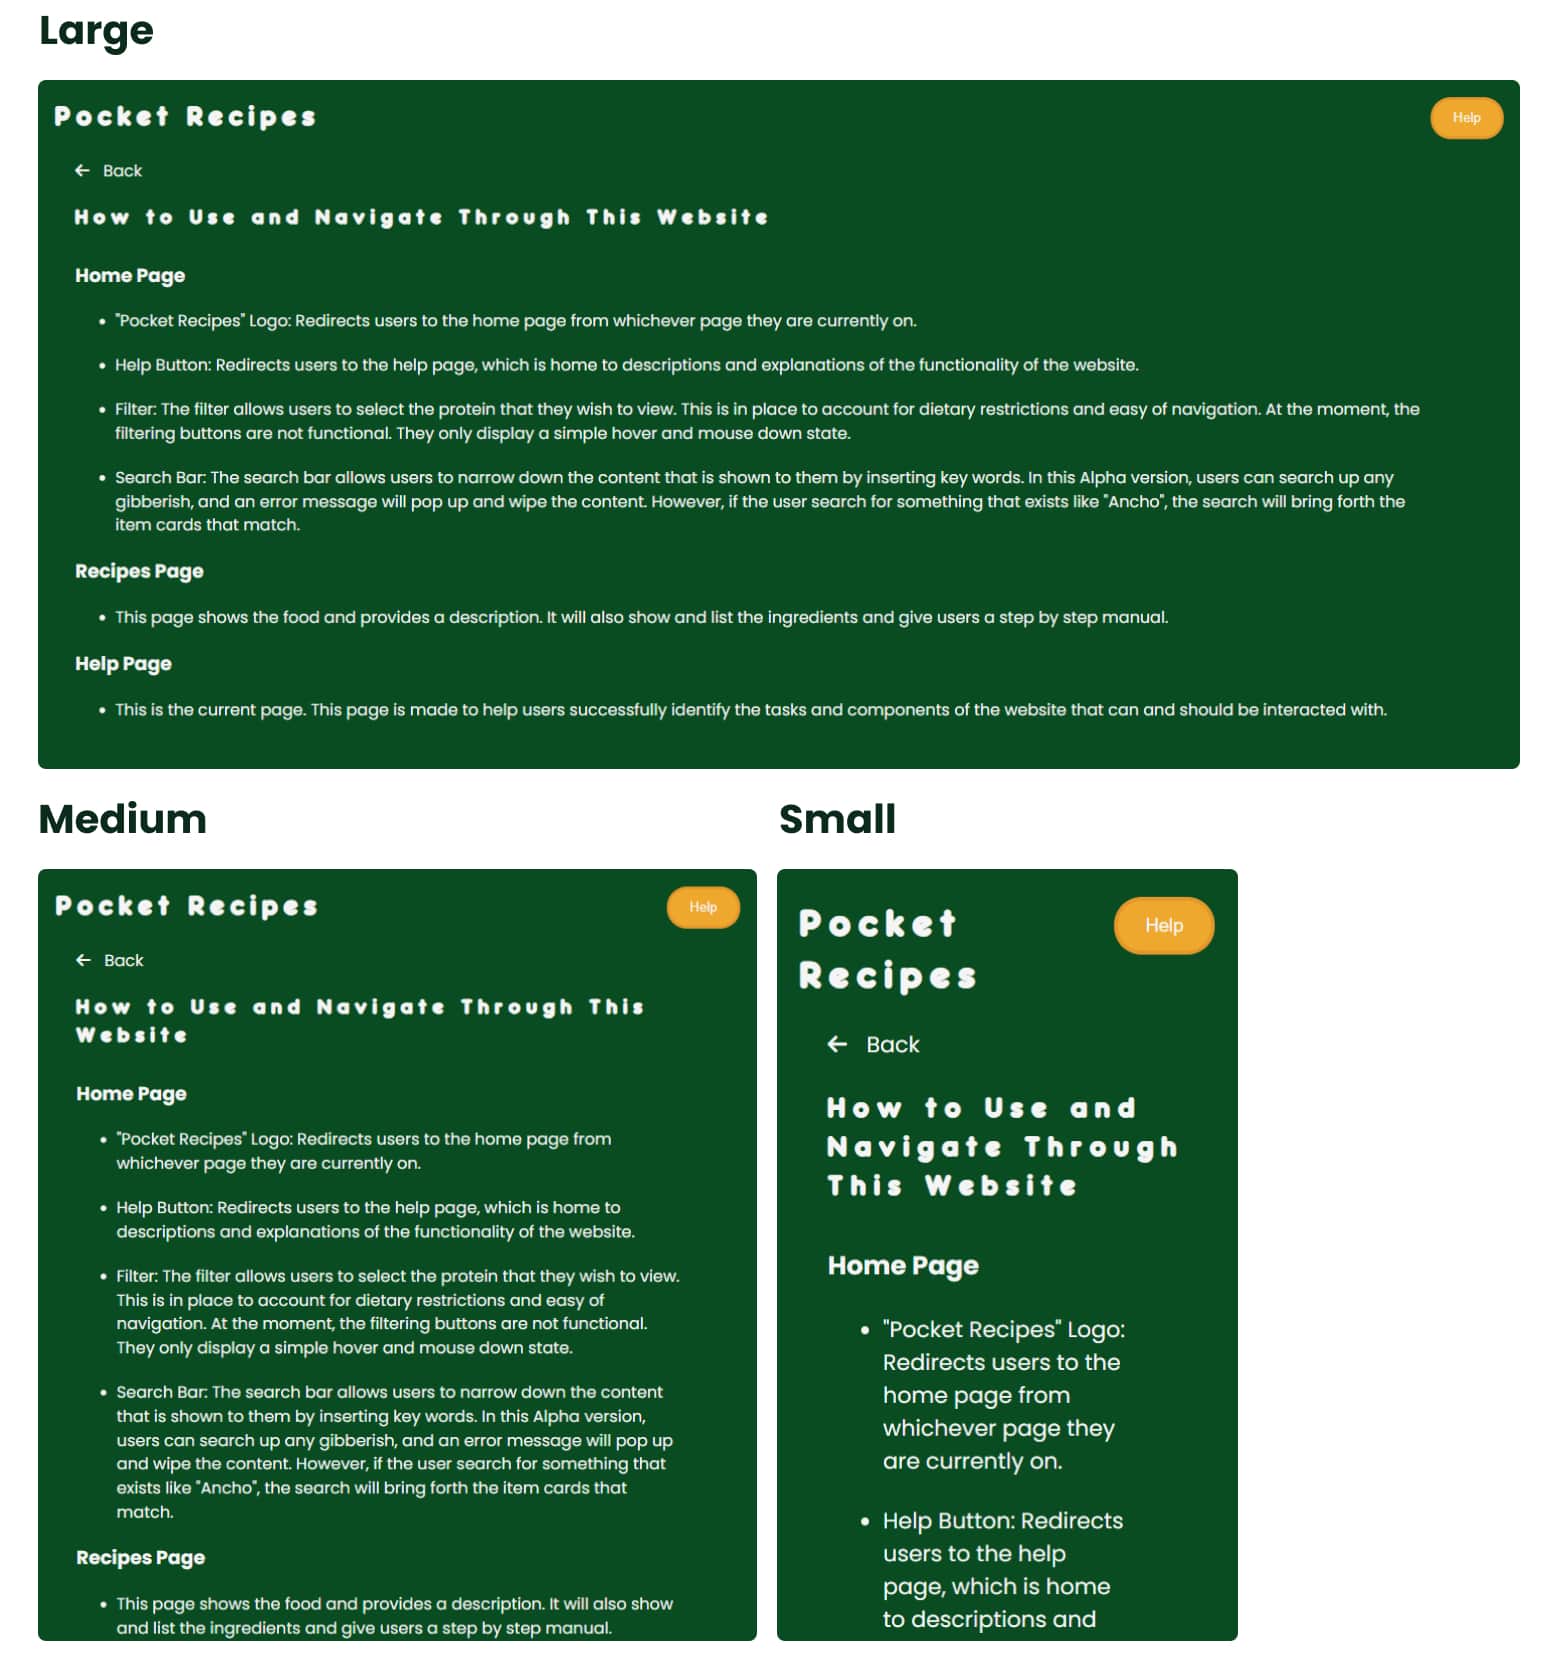 Large
Pocket Recipes
Help
← Back
How to Use and Navigate Through This Website
Home Page
• "Pocket Recipes" Logo: Redirects users to the home page from whichever page they are currently on.
• Help Button: Redirects users to the help page, which is home to descriptions and explanations of the functionality of the website.
• Filter: The filter allows users to select the protein that they wish to view. This is in place to account for dietary restrictions and easy of navigation. At the moment, the
filtering buttons are not functional. They only display a simple hover and mouse down state.
• Search Bar: The search bar allows users to narrow down the content that is shown to them by inserting key words. In this Alpha version, users can search up any
gibberish, and an error message will pop up and wipe the content. However, if the user search for something that exists like "Ancho", the search will bring forth the
item cards that match.
Recipes Page
• This page shows the food and provides a description. It will also show and list the ingredients and give users a step by step manual.
Help Page
• This is the current page. This page is made to help users successfully identify the tasks and components of the website that can and should be interacted with.
Medium
Pocket Recipes
Help
← Back
How to Use and Navigate Through This
Website
Home Page
• "Pocket Recipes" Logo: Redirects users to the home page from
whichever page they are currently on.
• Help Button: Redirects users to the help page, which is home to
descriptions and explanations of the functionality of the website.
• Filter: The filter allows users to select the protein that they wish to view.
This is in place to account for dietary restrictions and easy of
navigation. At the moment, the filtering buttons are not functional.
They only display a simple hover and mouse down state.
• Search Bar: The search bar allows users to narrow down the content
that is shown to them by inserting key words. In this Alpha version,
users can search up any gibberish, and an error message will pop up
and wipe the content. However, if the user search for something that
exists like "Ancho", the search will bring forth the item cards that
match.
Recipes Page
• This page shows the food and provides a description. It will also show
and list the ingredients and give users a step by step manual.
Small
Pocket
Recipes
Help
← Back
How to Use and
Navigate Through
This Website
Home Page
• "Pocket Recipes" Logo:
Redirects users to the
home page from
whichever page they
are currently on.
• Help Button: Redirects
users to the help
page, which is home
to descriptions and